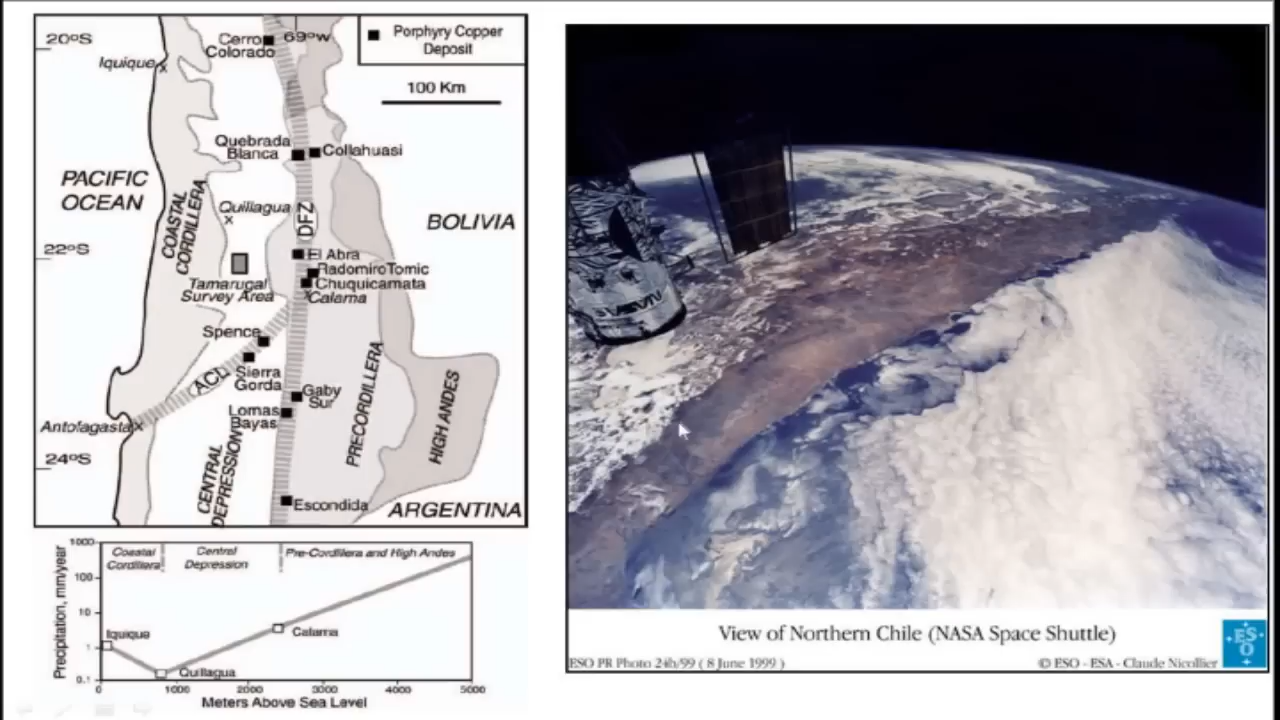 20°S
Cerro
Colorado
69°w
Porphyry Copper
Deposit
Iquique
100 Km
Quebrada
Blanca
Collahuasi
PACIFIC
OCEAN
COASTAL
CORDILLERA
Quillagua
DFZ
BOLIVIA
22°S
El Abra
RadomiroTomic
Chuquicamata
Calama
Tamarugal
Survey Area
Spence
Sierra
Gorda
ACL
Gaby
Sur
Lomas
Bayas
PRECORDILLERA
HIGH ANDES
Antofagasta
24°S
CENTRAL
DEPRESSION
Escondida
ARGENTINA
Precipitation, mm/year
1000
100
10
1
0.1
Coastal
Cordillera
Central
Depression
Pre-Cordillera and High Andes
Iquique
Calama
Quillagua
0 1000 2000 3000 4000 5000
Meters Above Sea Level
View of Northern Chile (NASA Space Shuttle)
ESO PR Photo 24h/99 ( 8 June 1999 )
© ESO - ESA - Claude Nicollier
ESO